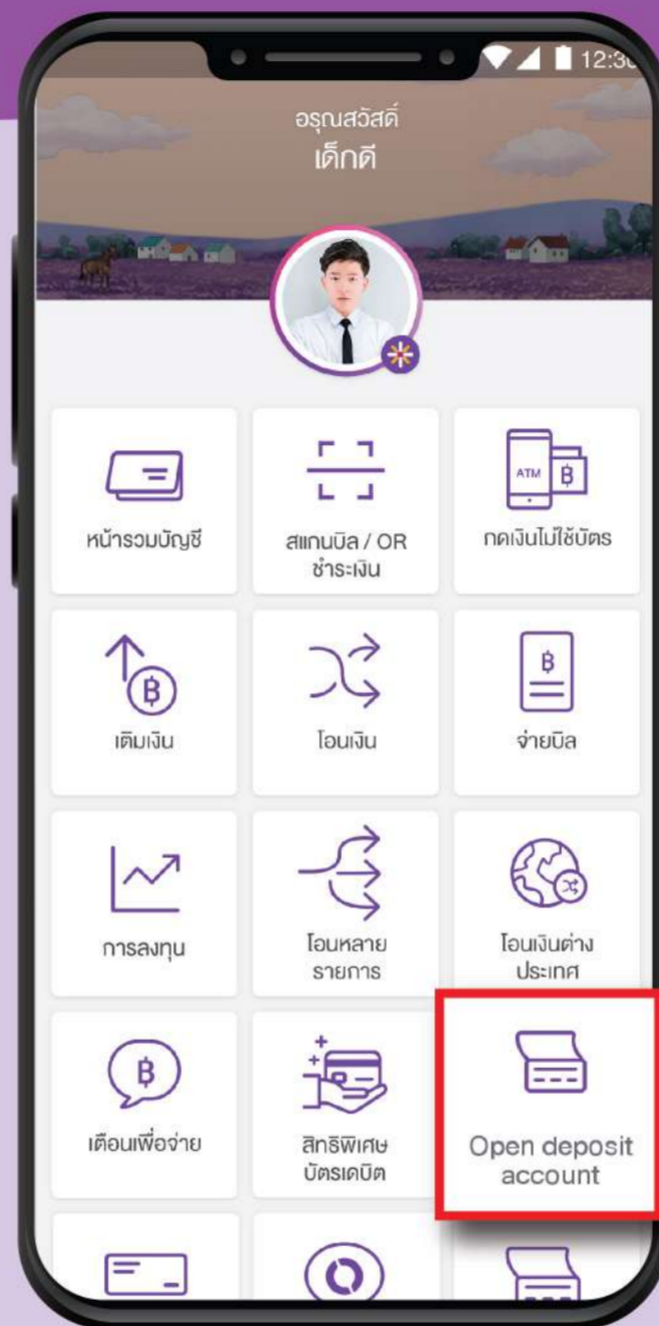 12:30
อรุณสวัสดิ์
เด็กดี
หน้ารวมบัญชี
สแกนบิล / OR
ชำระเงิน
ATM
฿
กดเงินไม่ใช้บัตร
฿
เติมเงิน
โอนเงิน
฿
จ่ายบิล
การลงทุน
โอนหลาย
รายการ
โอนเงินต่าง
ประเทศ
฿
เตือนเพื่อจ่าย
สิทธิพิเศษ
บัตรเดบิต
Open deposit
account